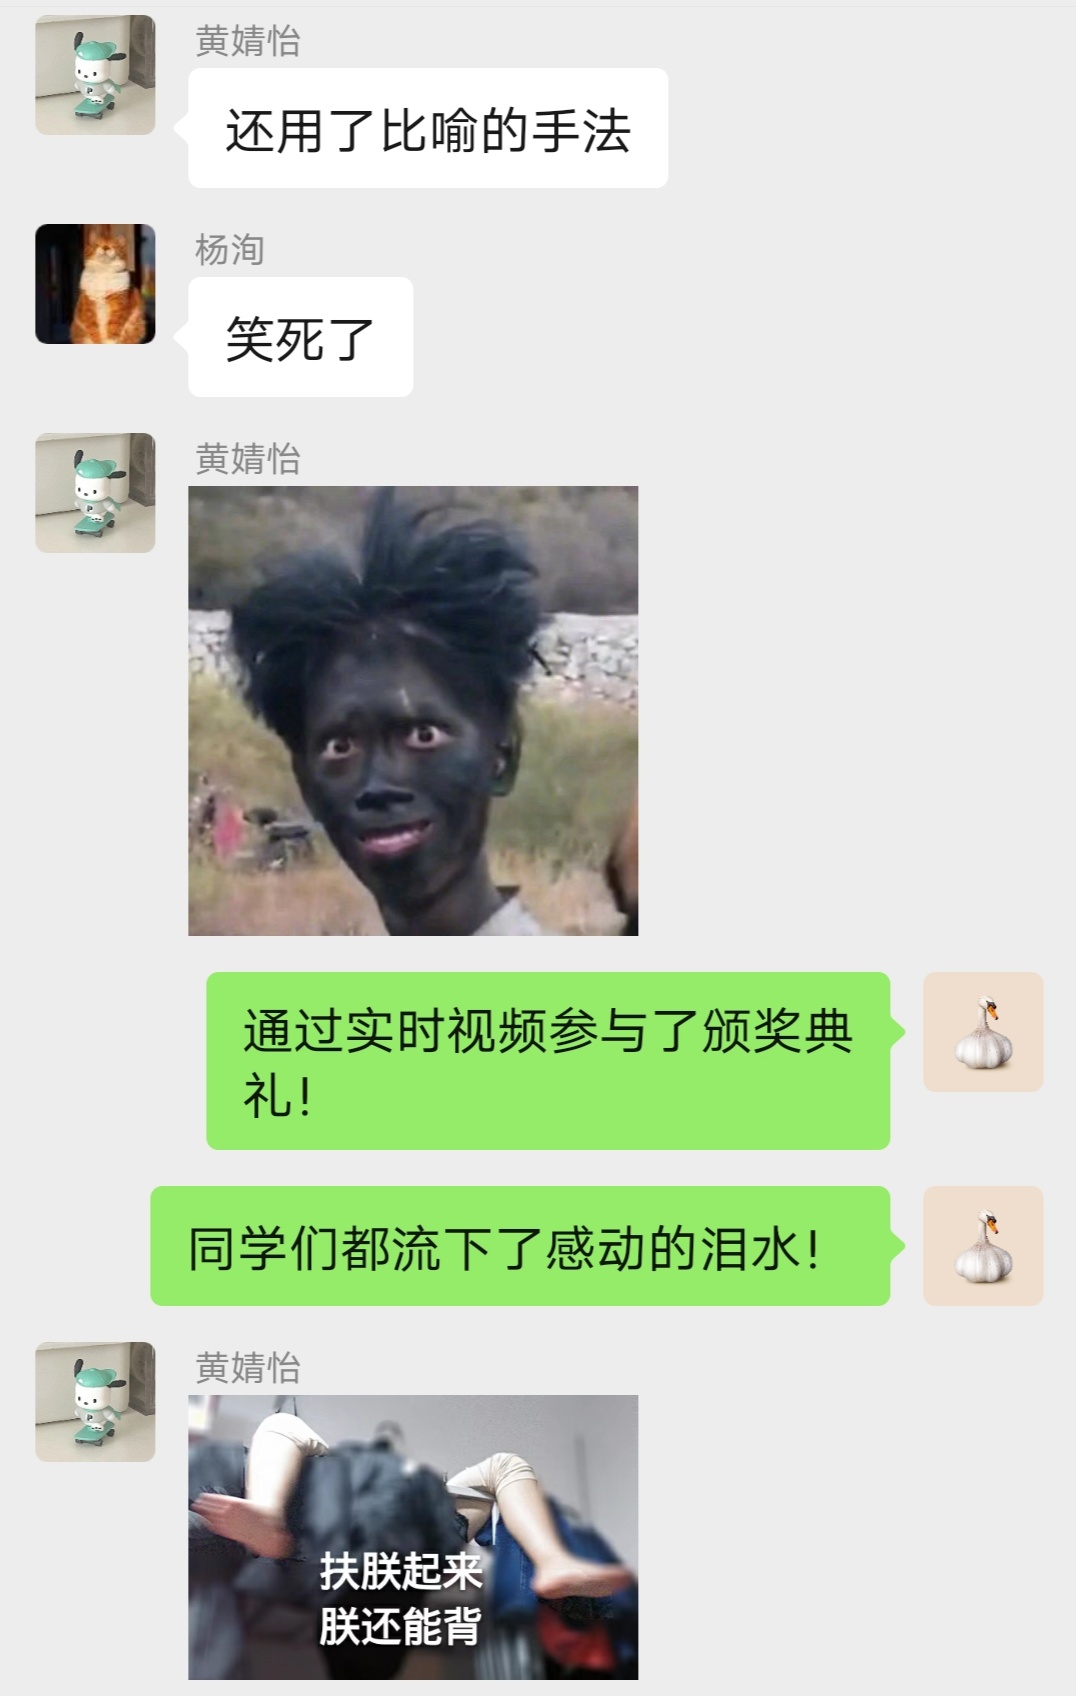 黄婧怡
还用了比喻的手法
杨洵
笑死了
黄婧怡
通过实时视频参与了颁奖典
礼！
同学们都流下了感动的泪水！
黄婧怡
扶朕起来
朕还能背